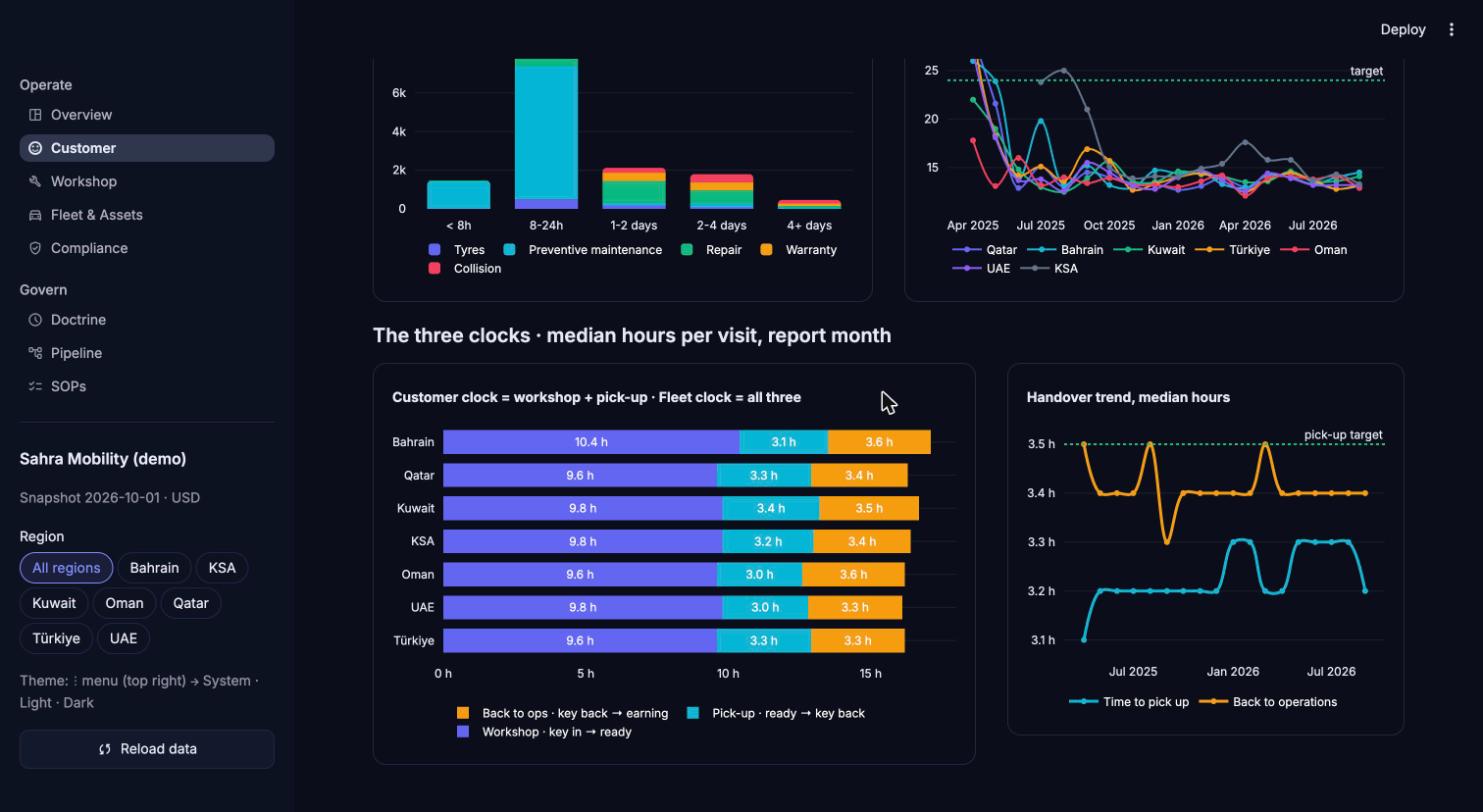 Deploy
Operate
Overview
Customer
Workshop
Fleet & Assets
Compliance
Govern
Doctrine
Pipeline
SOPs
Sahra Mobility (demo)
Snapshot 2026-10-01 · USD
Region
All regions
Bahrain
KSA
Kuwait
Oman
Qatar
Türkiye
UAE
Theme: ⋮ menu (top right) → System ·
Light · Dark
Reload data
6k
4k
2k
0
< 8h
8-24h
1-2 days
2-4 days
4+ days
Tyres
Preventive maintenance
Repair
Warranty
Collision
25
20
15
target
Apr 2025
Jul 2025
Oct 2025
Jan 2026
Apr 2026
Jul 2026
Qatar
Bahrain
Kuwait
Türkiye
Oman
UAE
KSA
The three clocks · median hours per visit, report month
Customer clock = workshop + pick-up · Fleet clock = all three
Bahrain 10.4 h 3.1 h 3.6 h
Qatar 9.6 h 3.3 h 3.4 h
Kuwait 9.8 h 3.4 h 3.5 h
KSA 9.8 h 3.2 h 3.4 h
Oman 9.6 h 3.0 h 3.6 h
UAE 9.8 h 3.0 h 3.3 h
Türkiye 9.6 h 3.3 h 3.3 h
0 h
5 h
10 h
15 h
Back to ops · key back → earning
Pick-up · ready → key back
Workshop · key in → ready
Handover trend, median hours
pick-up target
3.5 h
3.4 h
3.3 h
3.2 h
3.1 h
Jul 2025
Jan 2026
Jul 2026
Time to pick up
Back to operations